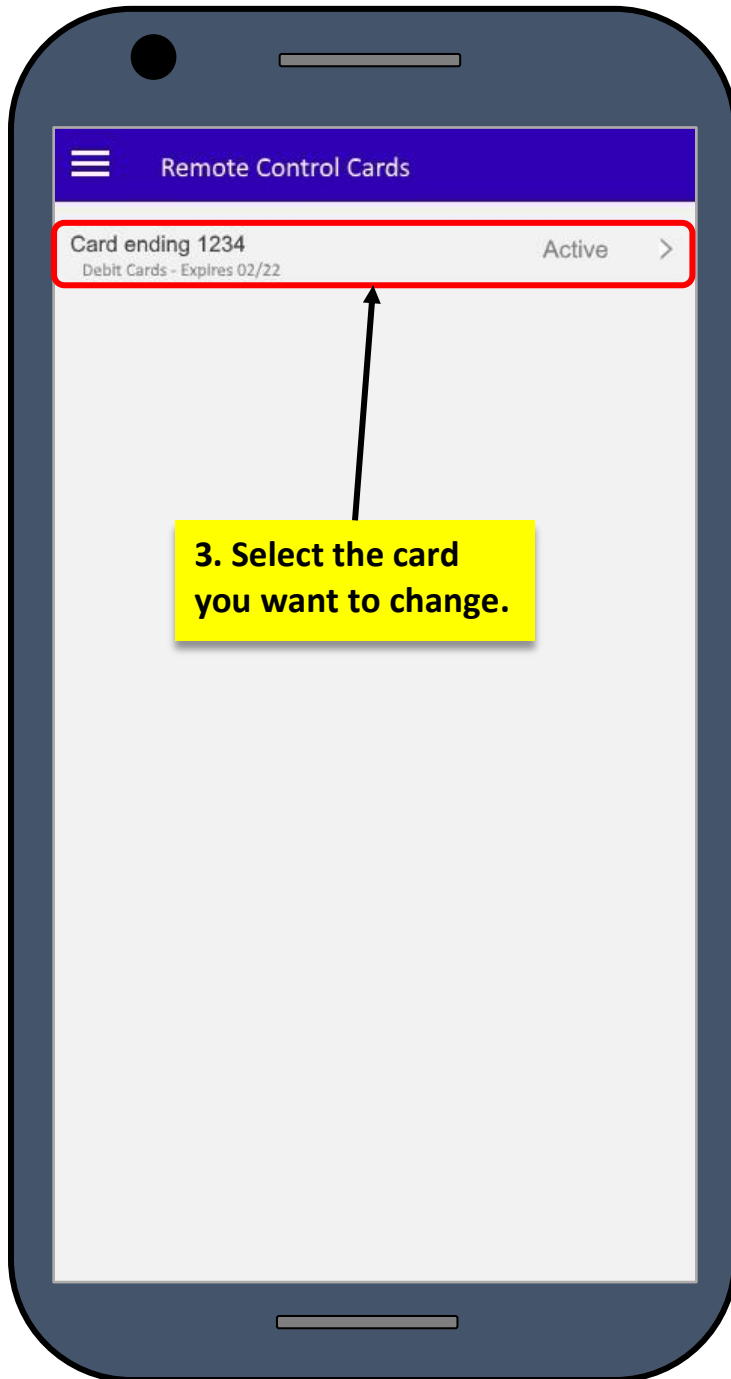 Remote Control Cards
Card ending 1234
Active
Debit Cards - Expires 02/22
3. Select the card
you want to change.